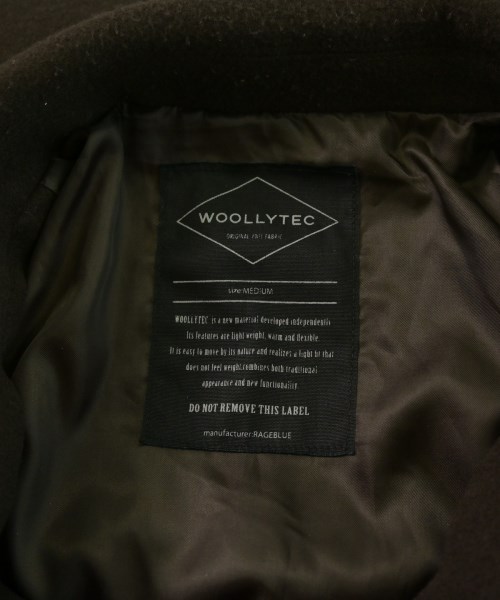 WOOLLYTEC
ORIGINAL FABRIC
size:MEDIUM
WOOLLYTEC is a new material developed independently
Its features are light weight, warm and flexible.
It is easy to move by its nature and realizes a light fit that
does not feel weight,combines both traditional
appearance and new functionality.
DO NOT REMOVE THIS LABEL
manufacturer:RAGEBLUE